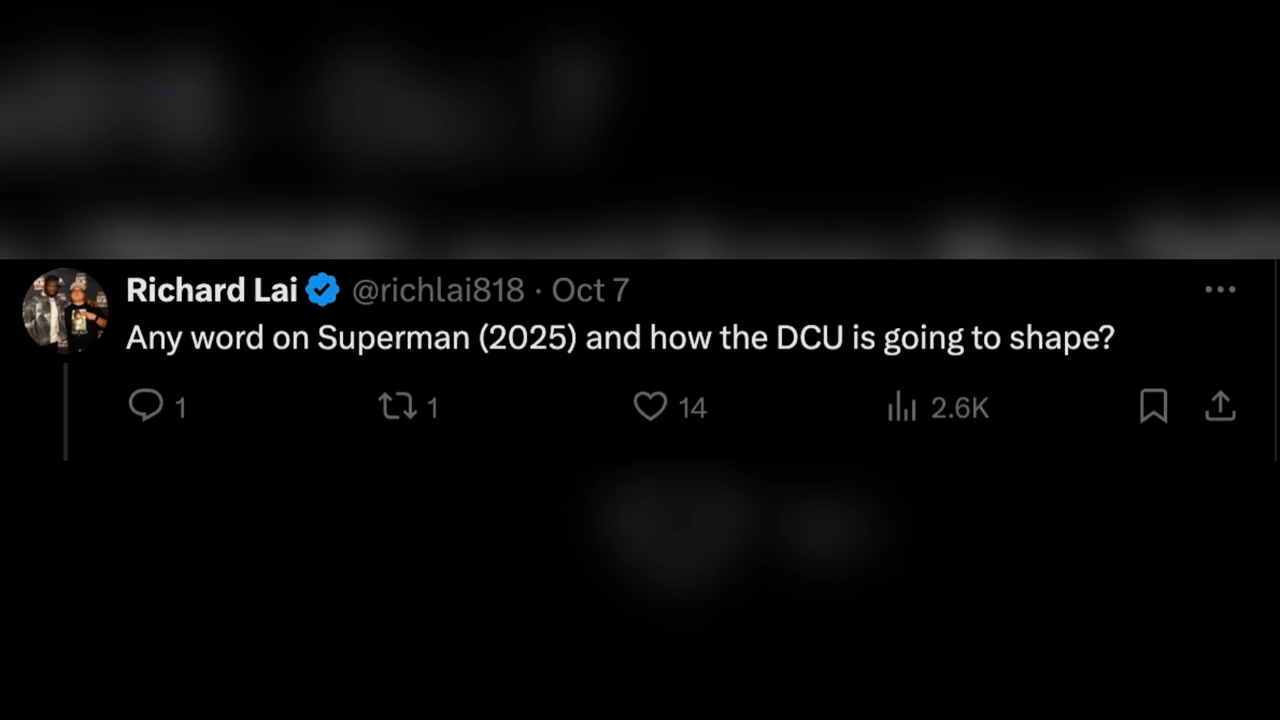 Richard Lai @richlai818 · Oct 7
Any word on Superman (2025) and how the DCU is going to shape?
1 1 14 2.6K